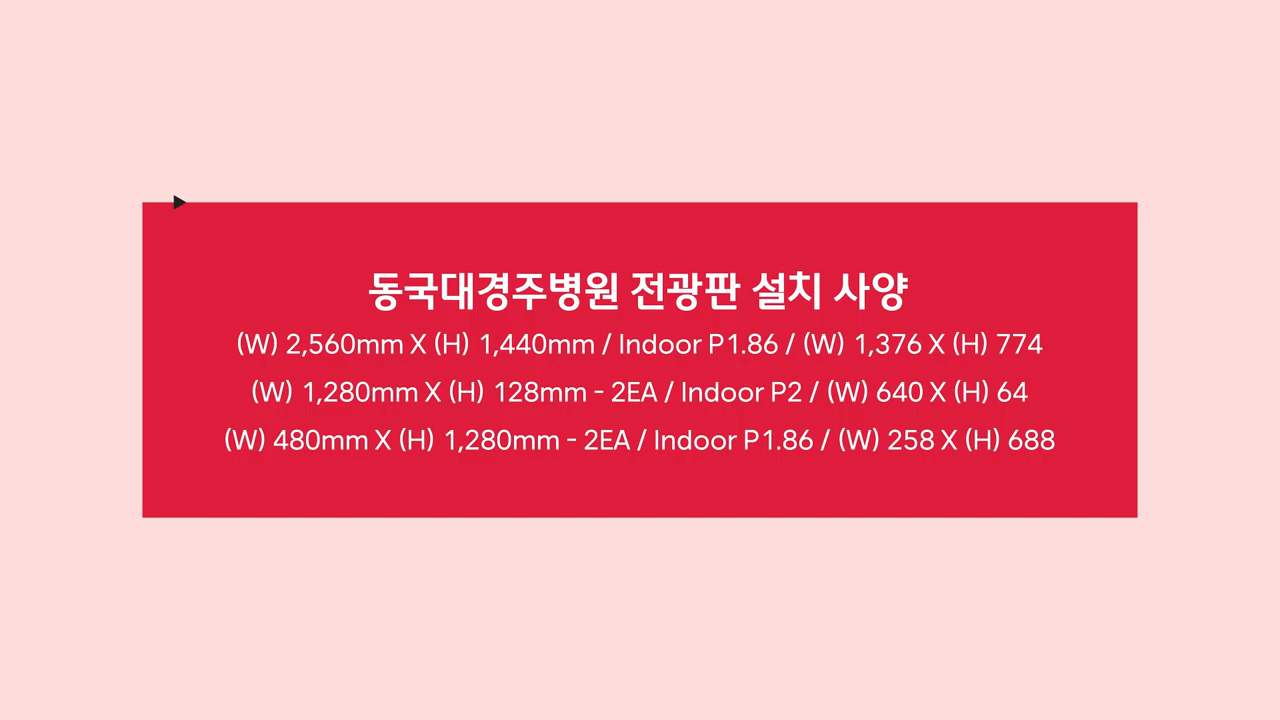 동국대경주병원 전광판 설치 사양
(W) 2,560mm X (H) 1,440mm / Indoor P1.86 / (W) 1,376 X (H) 774
(W) 1,280mm X (H) 128mm - 2EA / Indoor P2 / (W) 640 X (H) 64
(W) 480mm X (H) 1,280mm - 2EA / Indoor P1.86 / (W) 258 X (H) 688